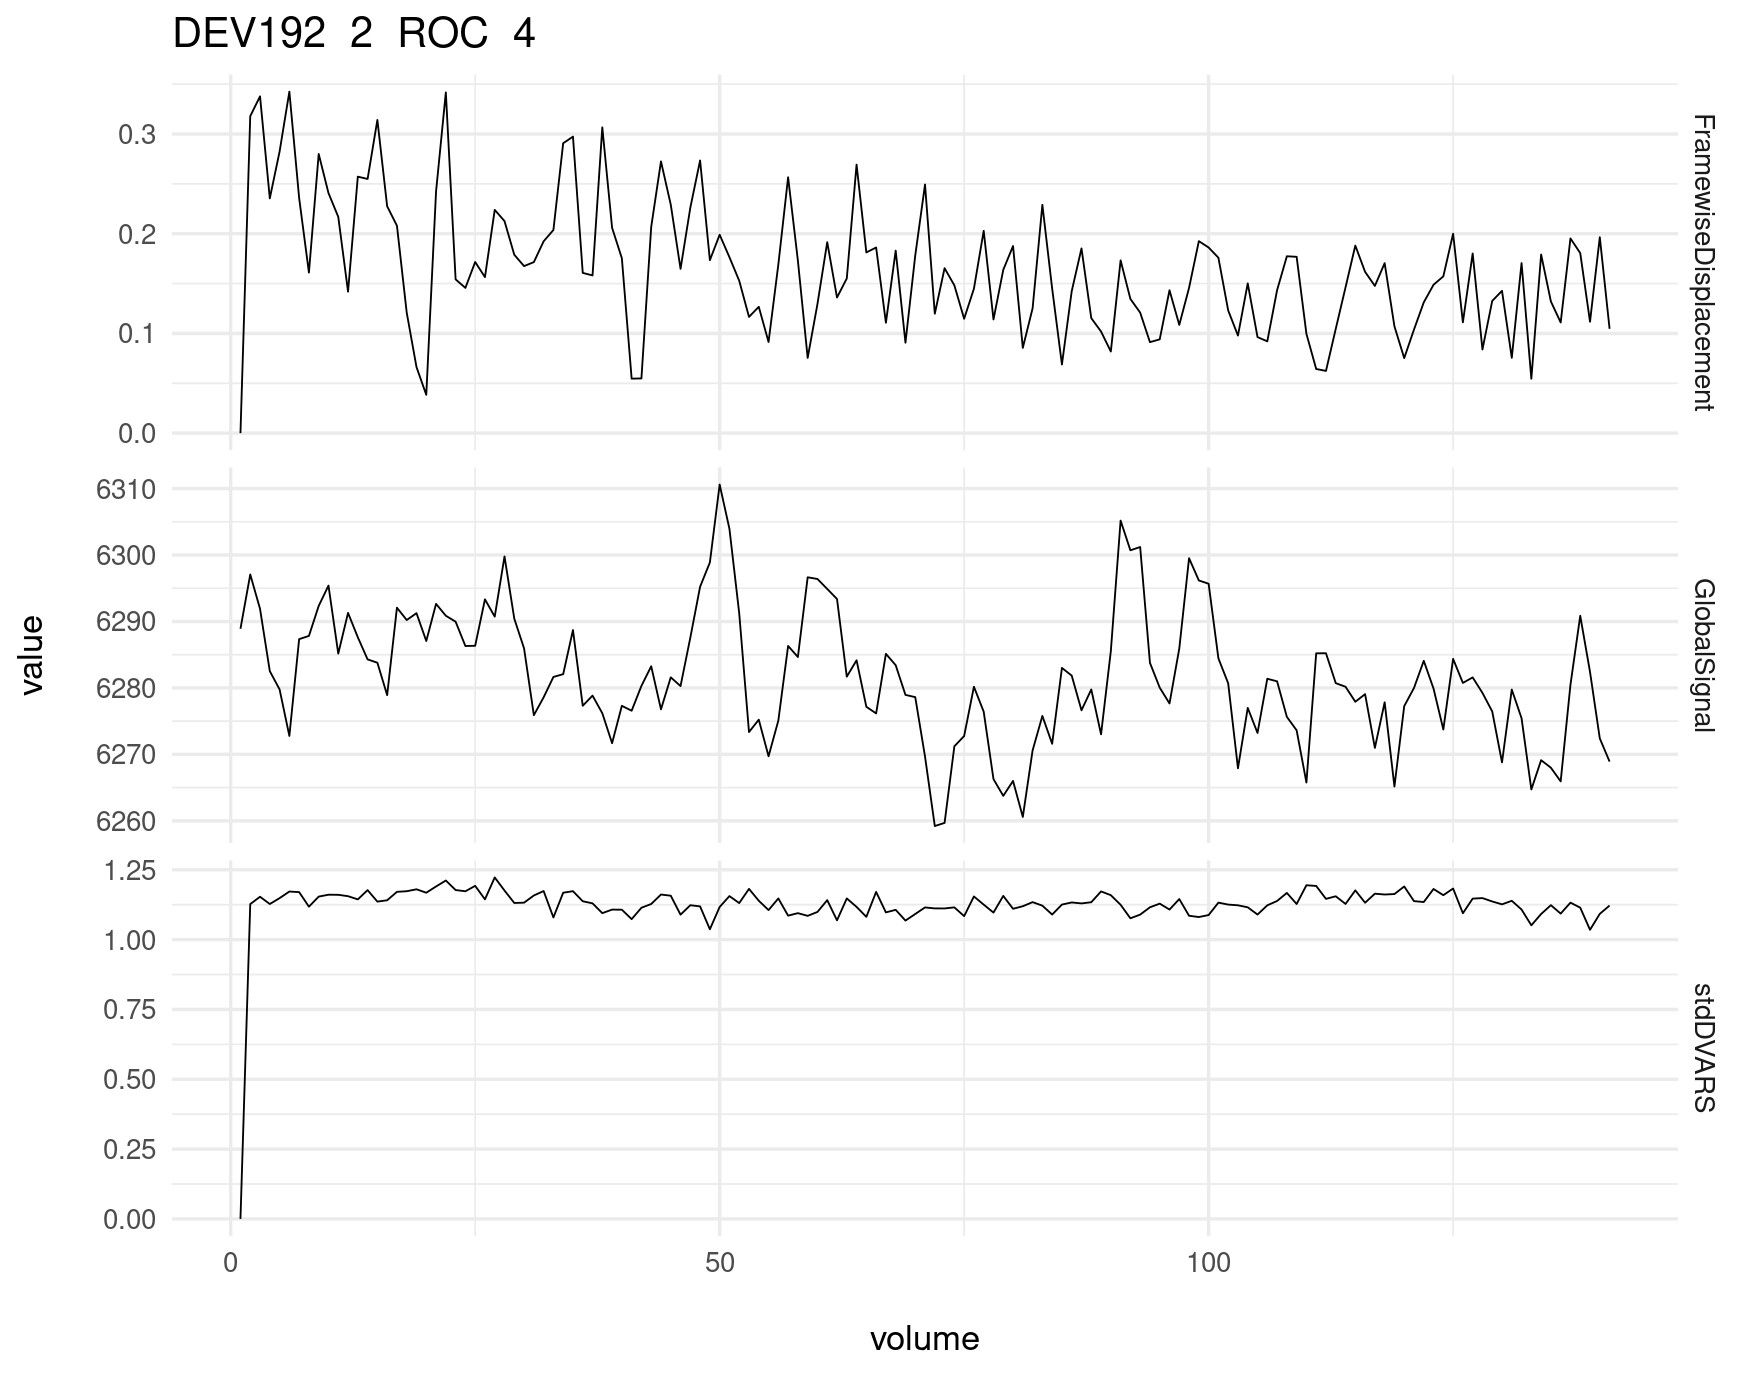 DEV192 2 ROC 4
0.3
0.2
0.1
0.0
FramewiseDisplacement
6310
6300
6290
6280
6270
6260
GlobalSignal
value
1.25
1.00
0.75
0.50
0.25
0.00
stdDVARS
0 50 100
volume